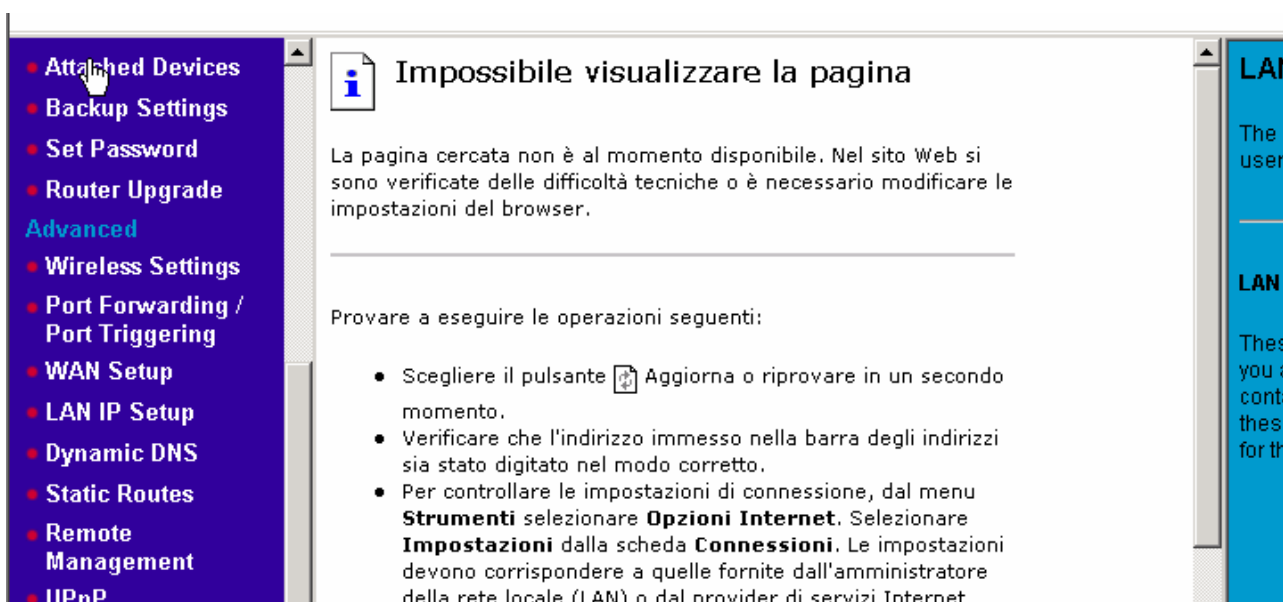 Attached Devices
Backup Settings
Set Password
Router Upgrade
Advanced
Wireless Settings
Port Forwarding /
Port Triggering
WAN Setup
LAN IP Setup
Dynamic DNS
Static Routes
Remote
Management
UPnP
Impossibile visualizzare la pagina
La pagina cercata non è al momento disponibile. Nel sito Web si
sono verificate delle difficoltà tecniche o è necessario modificare le
impostazioni del browser.
Provare a eseguire le operazioni seguenti:
Scegliere il pulsante Aggiorna o riprovare in un secondo
momento.
Verificare che l'indirizzo immesso nella barra degli indirizzi
sia stato digitato nel modo corretto.
Per controllare le impostazioni di connessione, dal menu
Strumenti selezionare Opzioni Internet. Selezionare
Impostazioni dalla scheda Connessioni. Le impostazioni
devono corrispondere a quelle fornite dall'amministratore
della rete locale (LAN) o dal provider di servizi Internet
The
user
LAN
you
for